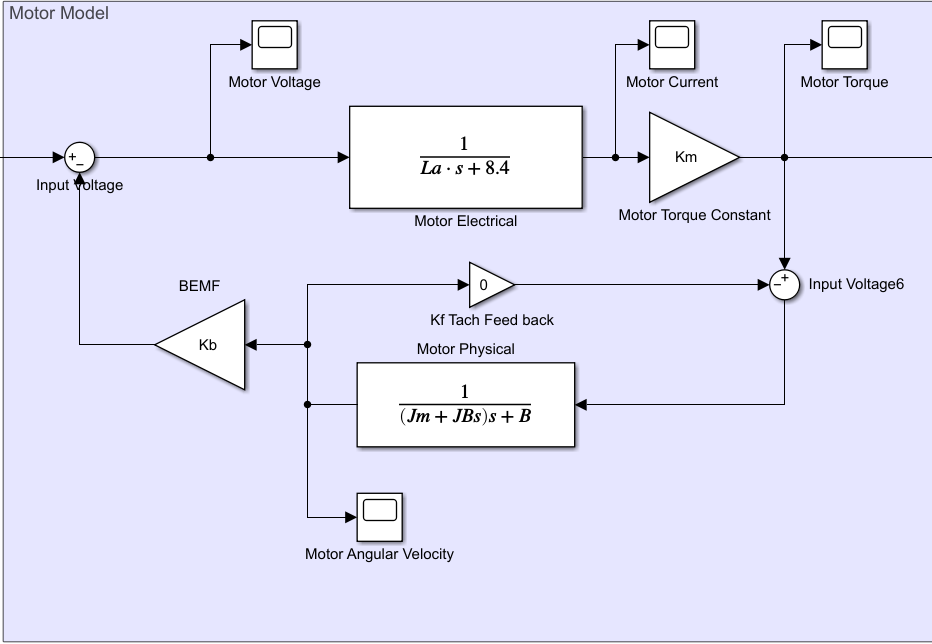 Motor Model
Motor Voltage
Motor Current
Motor Torque
+
−
Input Voltage
1
La · s + 8.4
Motor Electrical
Km
Motor Torque Constant
BEMF
Kb
0
Kf Tach Feed back
+
−
Input Voltage6
Motor Physical
1
(Jm + JBs)s + B
Motor Angular Velocity